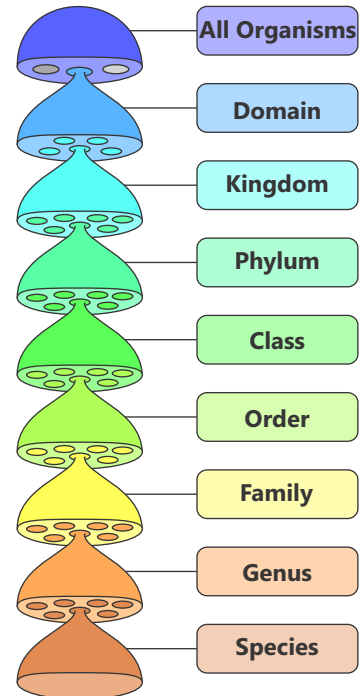 All Organisms
Domain
Kingdom
Phylum
Class
Order
Family
Genus
Species